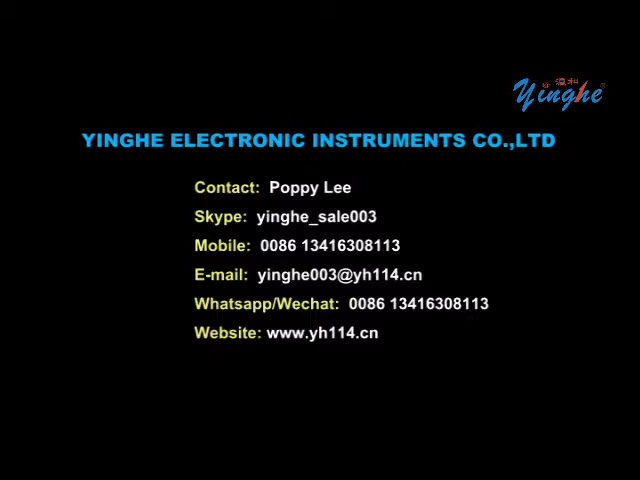 Yinghe
YINGHE ELECTRONIC INSTRUMENTS CO.,LTD
Contact: Poppy Lee
Skype: yinghe_sale003
Mobile: 0086 13416308113
E-mail: yinghe003@yh114.cn
Whatsapp/Wechat: 0086 13416308113
Website: www.yh114.cn